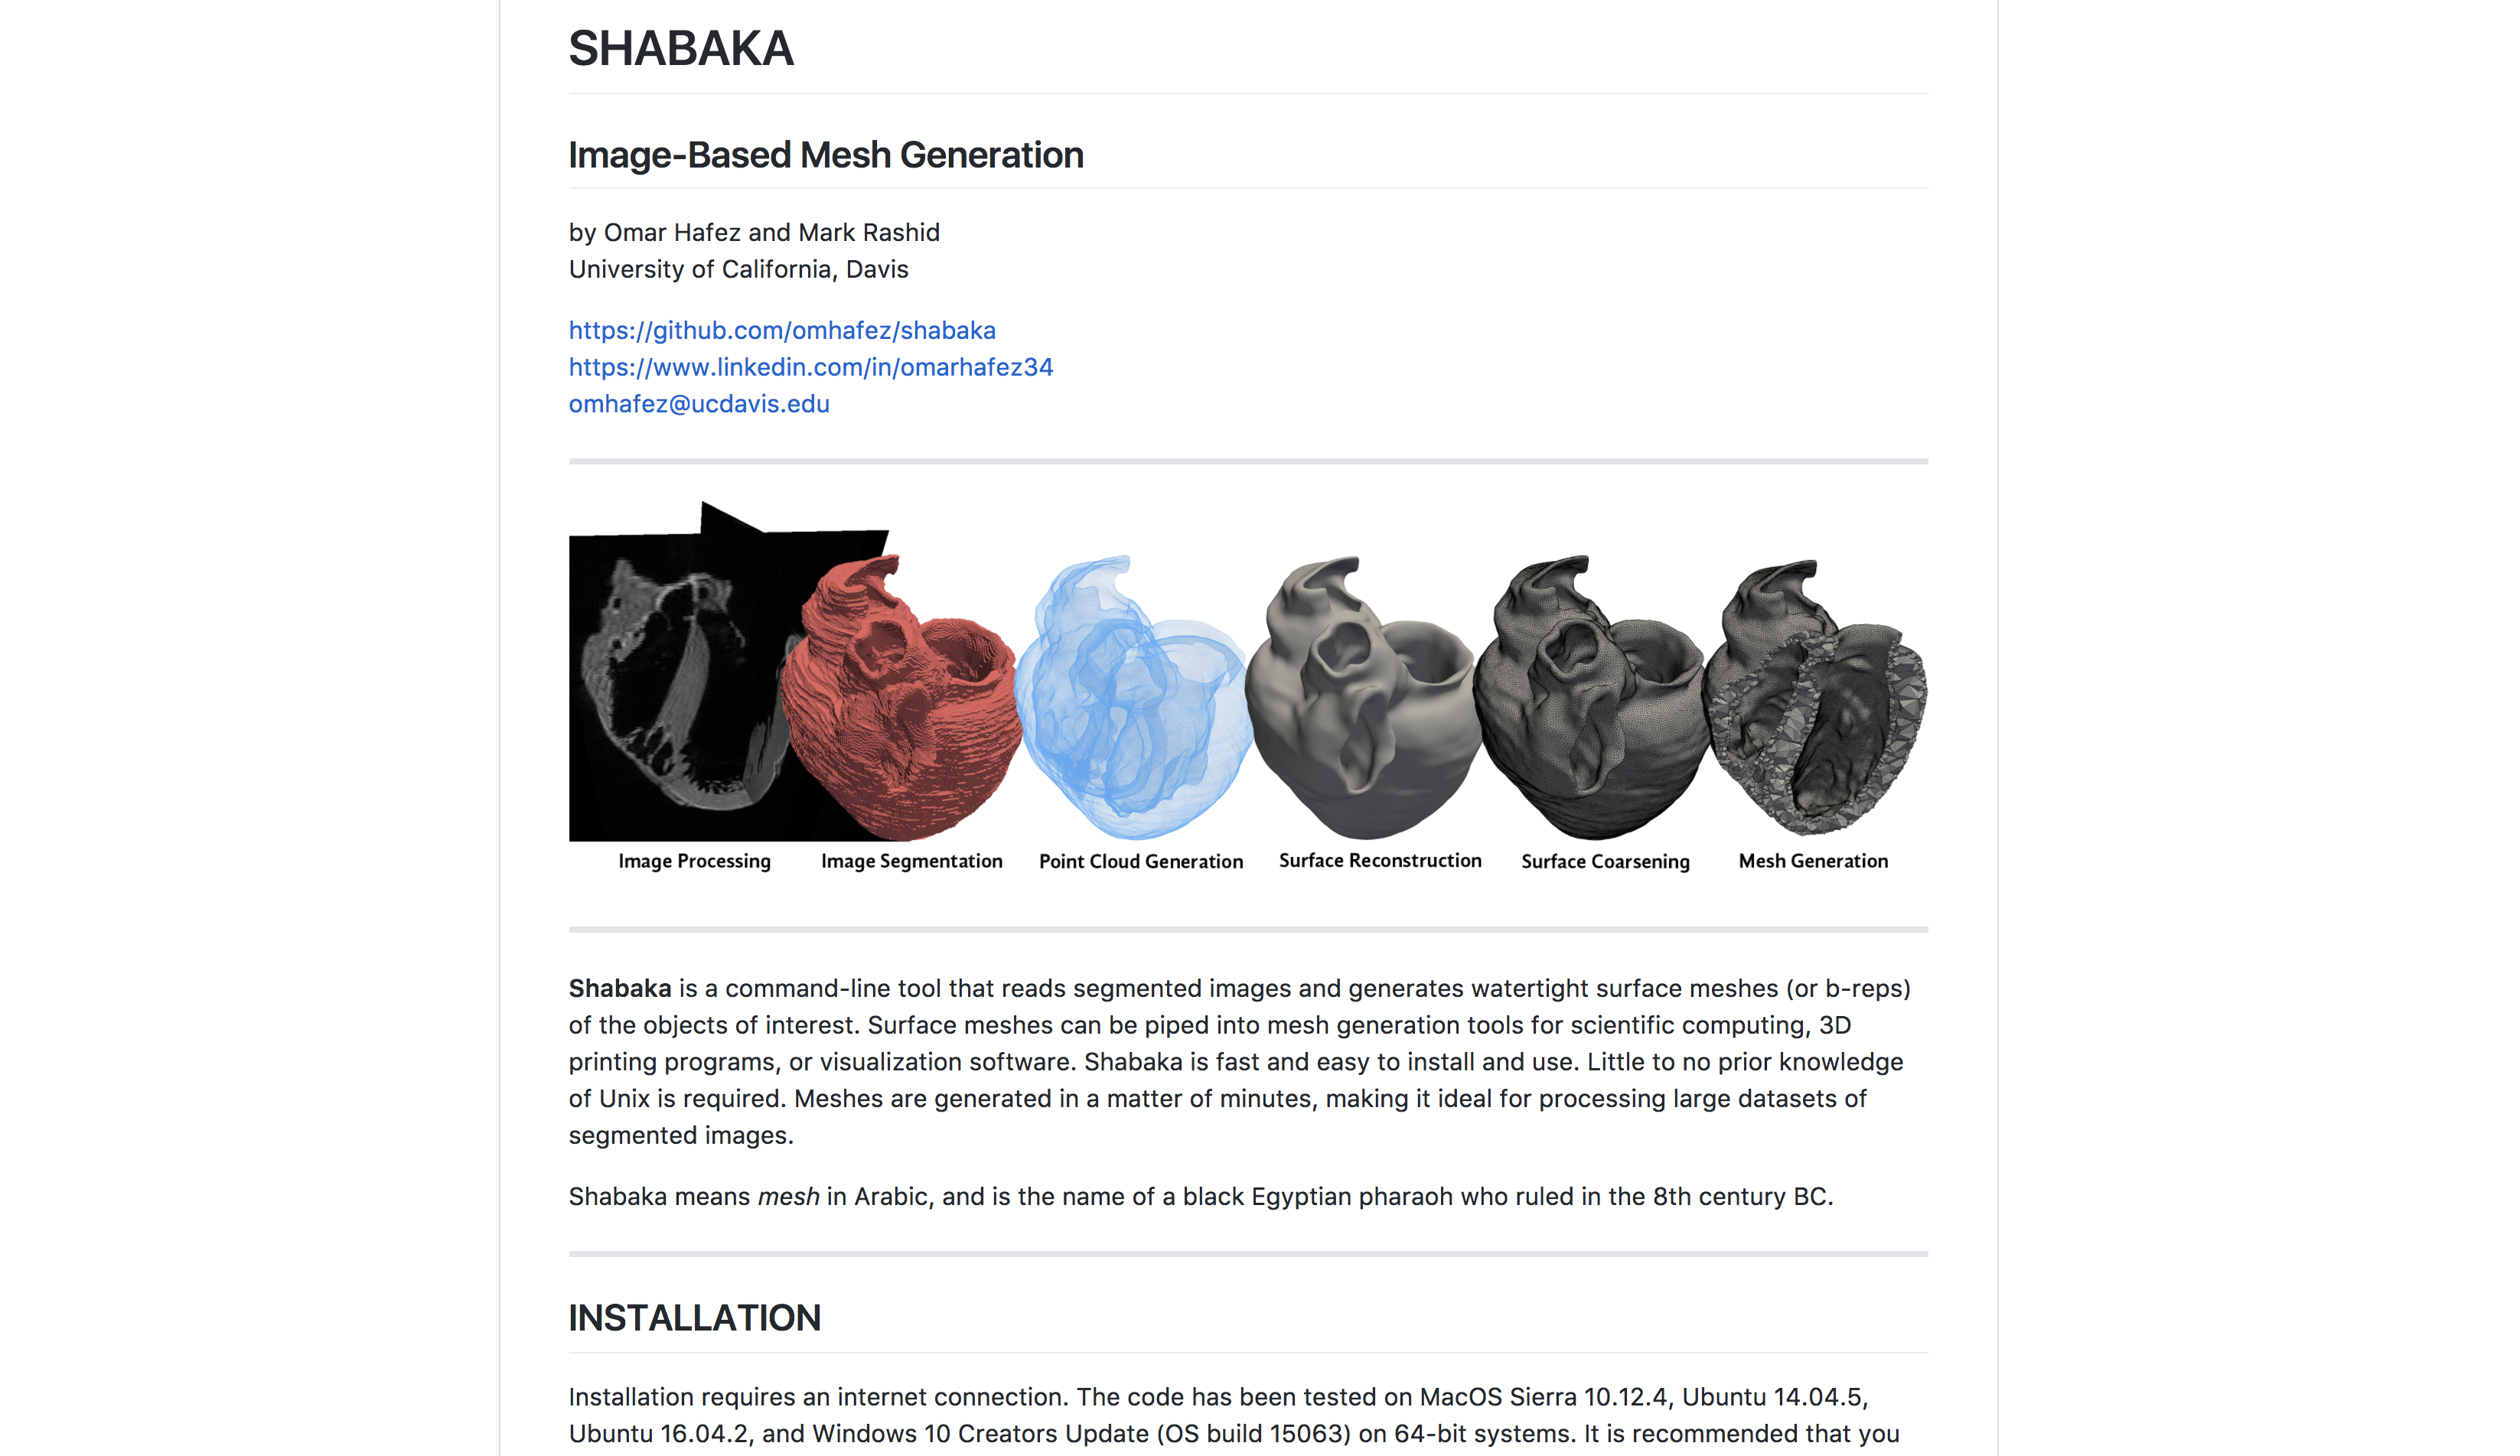 SHABAKA
Image-Based Mesh Generation
by Omar Hafez and Mark Rashid
University of California, Davis
https://github.com/omhafez/shabaka
https://www.linkedin.com/in/omarhafez34
omhafez@ucdavis.edu
Image Processing
Image Segmentation
Point Cloud Generation
Surface Reconstruction
Surface Coarsening
Mesh Generation
Shabaka is a command-line tool that reads segmented images and generates watertight surface meshes (or b-reps)
of the objects of interest. Surface meshes can be piped into mesh generation tools for scientific computing, 3D
printing programs, or visualization software. Shabaka is fast and easy to install and use. Little to no prior knowledge
of Unix is required. Meshes are generated in a matter of minutes, making it ideal for processing large datasets of
segmented images.
Shabaka means mesh in Arabic, and is the name of a black Egyptian pharaoh who ruled in the 8th century BC.
INSTALLATION
Installation requires an internet connection. The code has been tested on MacOS Sierra 10.12.4, Ubuntu 14.04.5,
Ubuntu 16.04.2, and Windows 10 Creators Update (OS build 15063) on 64-bit systems. It is recommended that you